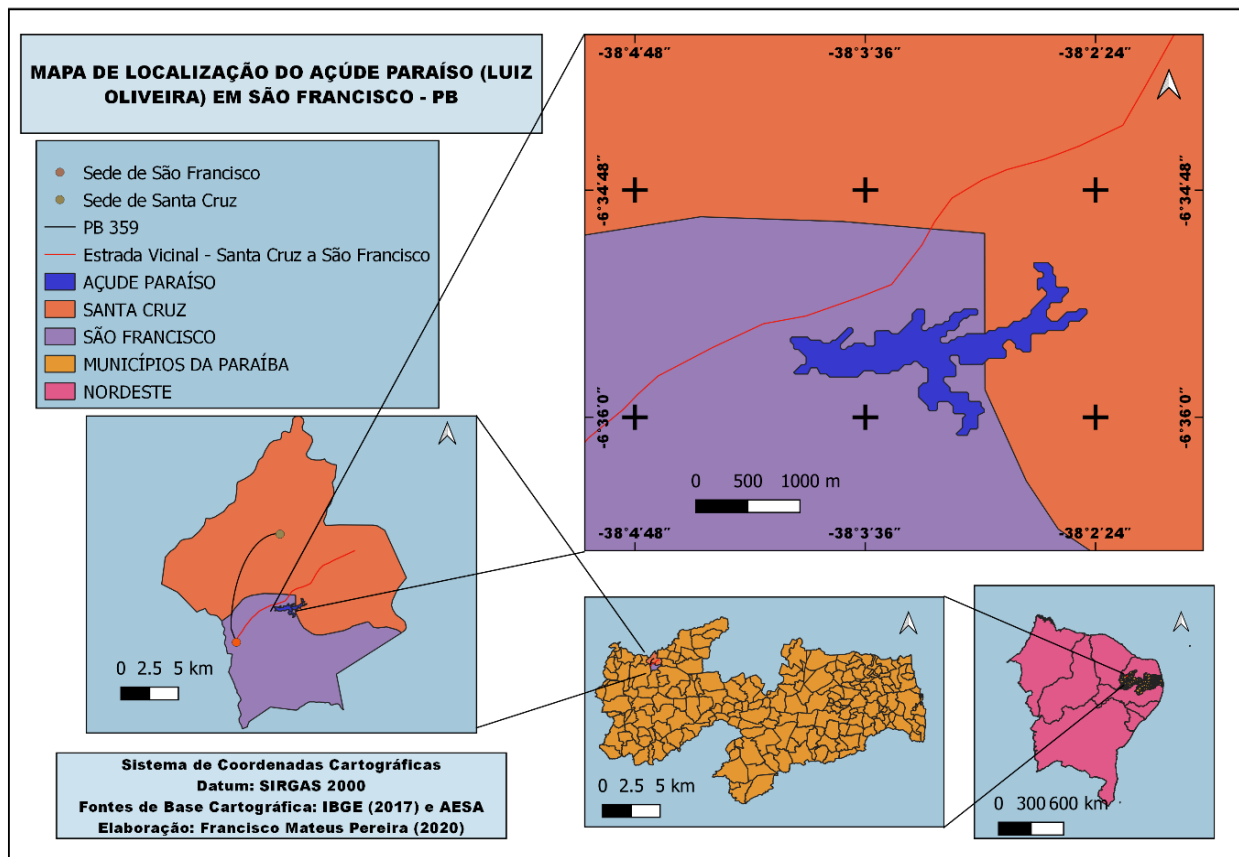 MAPA DE LOCALIZAÇÃO DO AÇÚDE PARAÍSO (LUIZ
OLIVEIRA) EM SÃO FRANCISCO - PB
Sede de São Francisco
Sede de Santa Cruz
PB 359
Estrada Vicinal - Santa Cruz a São Francisco
AÇUDE PARAÍSO
SANTA CRUZ
SÃO FRANCISCO
MUNICÍPIOS DA PARAÍBA
NORDESTE
-38°4'48" -38°3'36" -38°2'24"
-6°34'48" -6°34'48"
-6°36'0" -6°36'0"
0 500 1000 m
-38°4'48" -38°3'36" -38°2'24"
0 2.5 5 km
0 2.5 5 km
0 300 600 km
Sistema de Coordenadas Cartográficas
Datum: SIRGAS 2000
Fontes de Base Cartográfica: IBGE (2017) e AESA
Elaboração: Francisco Mateus Pereira (2020)